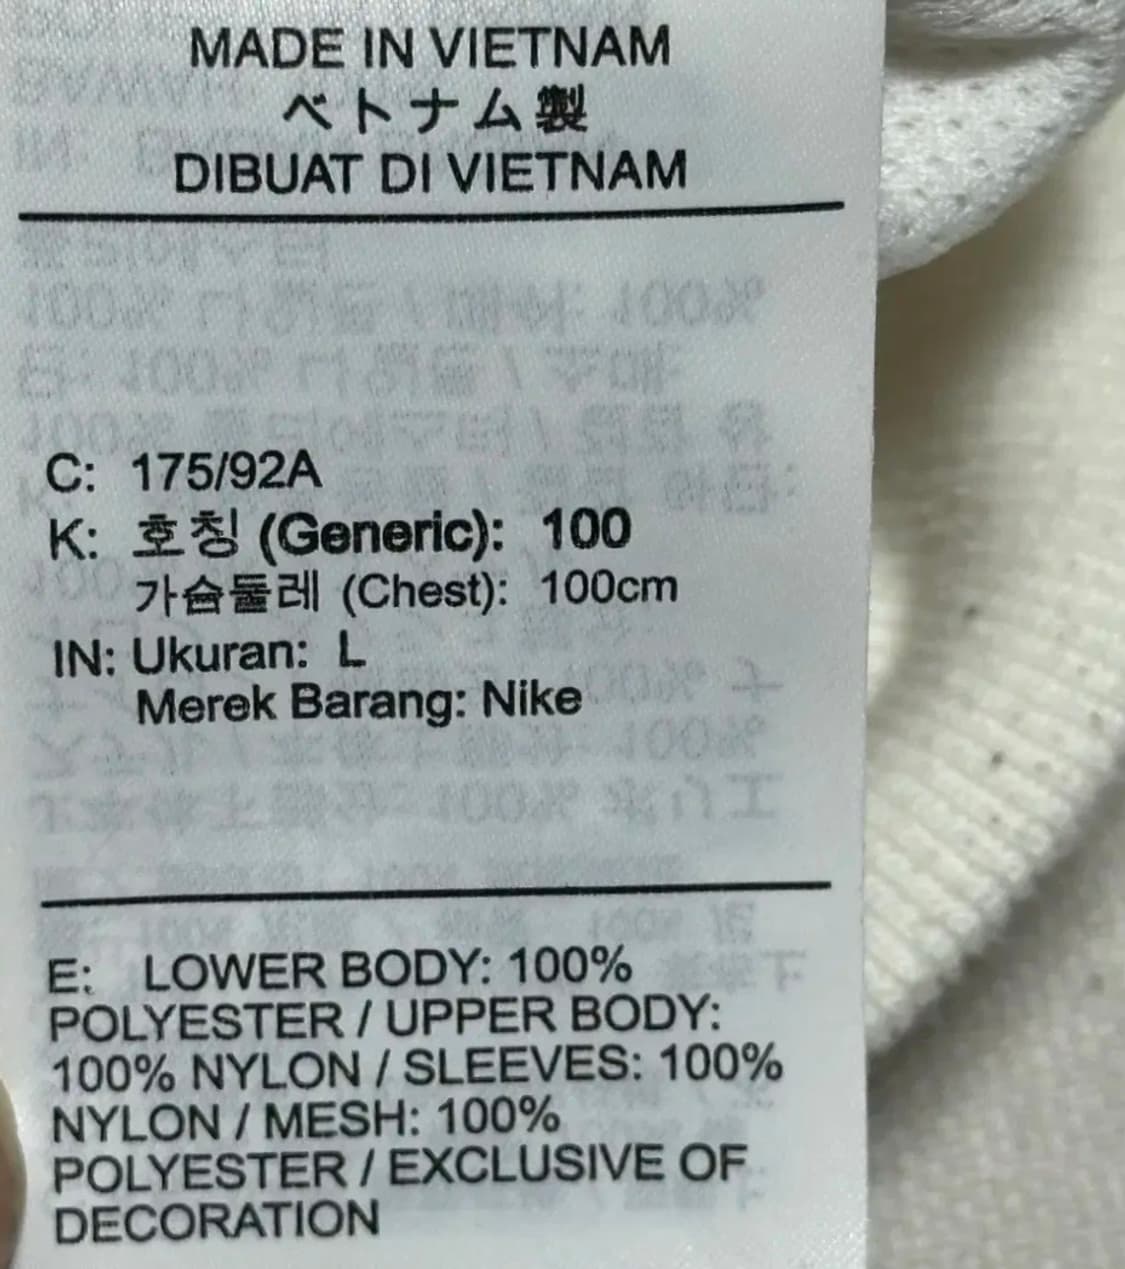 MADE IN VIETNAM
ベトナム製
DIBUAT DI VIETNAM
C: 175/92A
K: 호칭 (Generic): 100
가슴둘레 (Chest): 100cm
IN: Ukuran: L
Merek Barang: Nike
E: LOWER BODY: 100%
POLYESTER / UPPER BODY:
100% NYLON / SLEEVES: 100%
NYLON / MESH: 100%
POLYESTER / EXCLUSIVE OF
DECORATION